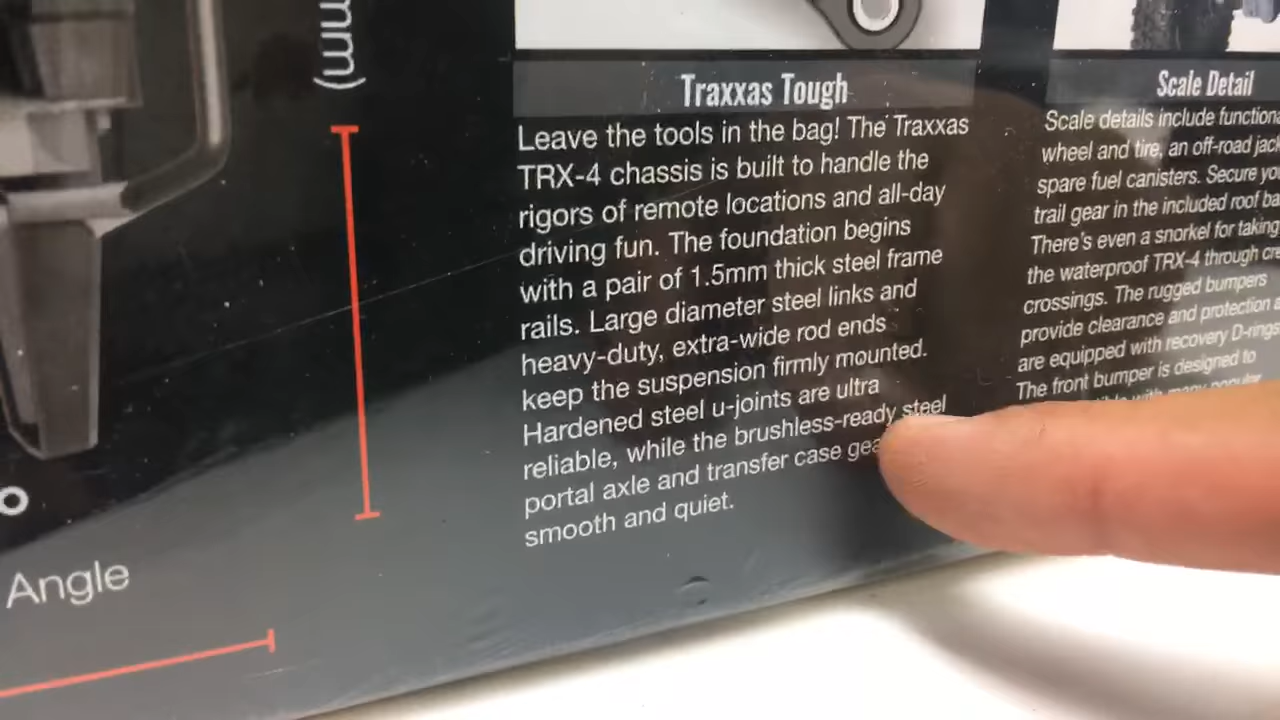 mm)
Angle
Traxxas Tough
Leave the tools in the bag! The Traxxas
TRX-4 chassis is built to handle the
rigors of remote locations and all-day
driving fun. The foundation begins
with a pair of 1.5mm thick steel frame
rails. Large diameter steel links and
heavy-duty, extra-wide rod ends
keep the suspension firmly mounted.
Hardened steel u-joints are ultra
reliable, while the brushless-ready steel
portal axle and transfer case
smooth and quiet.
Scale Detail
Scale details include
wheel and tire, an off-road
spare fuel canisters. Secure
trail gear in the included roof
There's even a snorkel for taking
the waterproof TRX-4 through
crossings. The rugged bumpers
provide clearance and protection
are equipped with recovery D-rings
The front bumper is designed to
with many popular